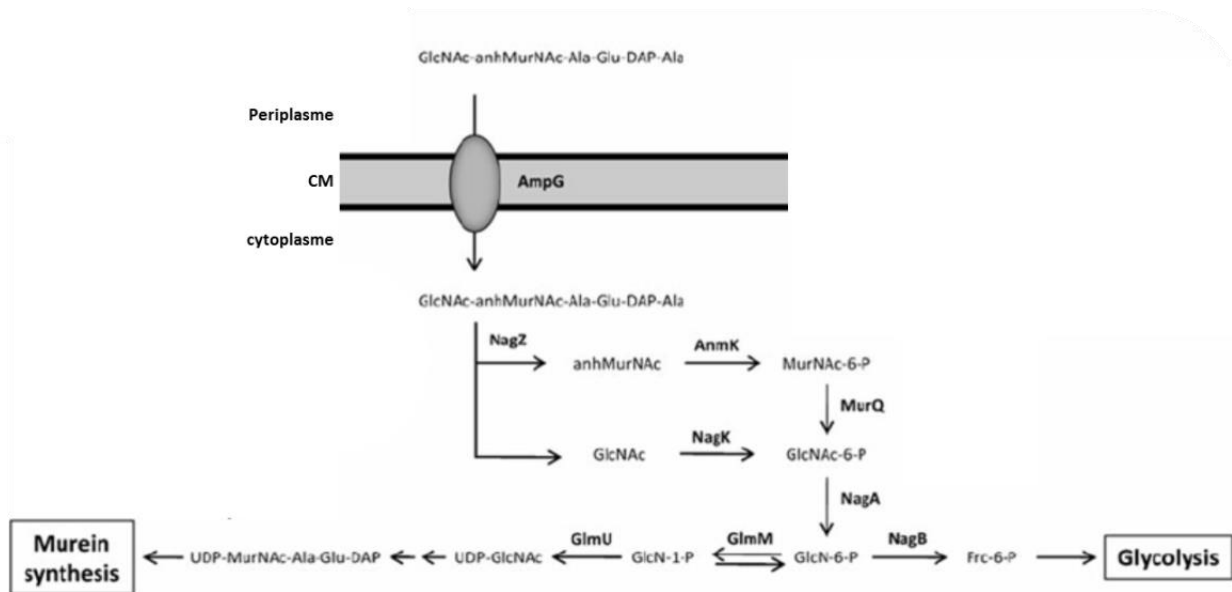 GlcNAc-anhMurNAc-Ala-Glu-DAP-Ala
Periplasme
CM
AmpG
cytoplasme
GlcNAc-anhMurNAc-Ala-Glu-DAP-Ala
NagZ
anhMurNAc
AnmK
MurNAc-6-P
MurQ
GlcNAc
NagK
GlcNAc-6-P
NagA
Murein
synthesis
UDP-MurNAc-Ala-Glu-DAP
UDP-GlcNAc
GlmU
GlcN-1-P
GlmM
GlcN-6-P
NagB
Frc-6-P
Glycolysis